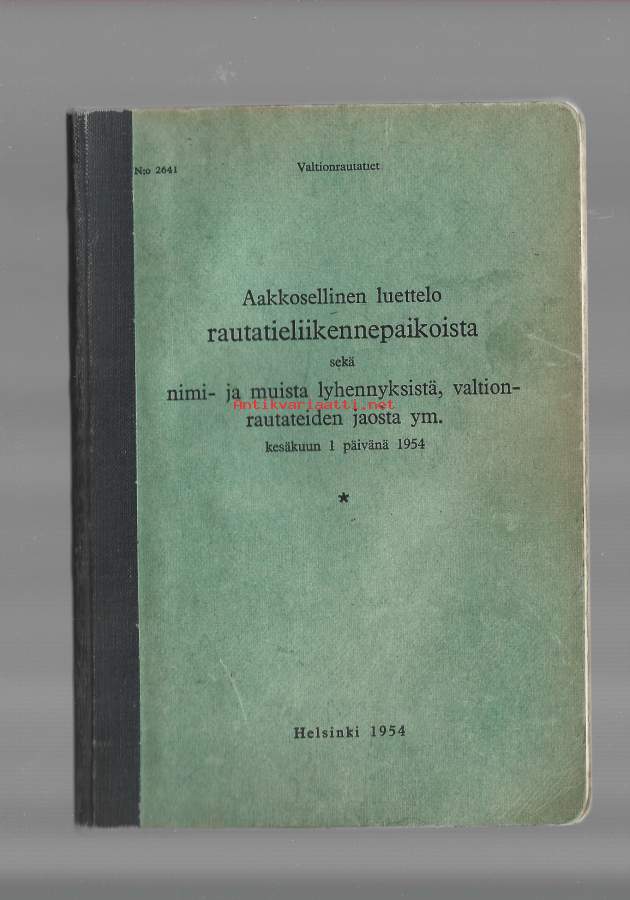 N:o 2641
Valtionrautatiet
Aakkosellinen luettelo
rautatieliikennepaikoista
sekä
nimi- ja muista lyhennyksistä, valtion-
Antikvariaatti.net
rautateiden jaosta ym.
kesäkuun 1 päivänä 1954
*
Helsinki 1954